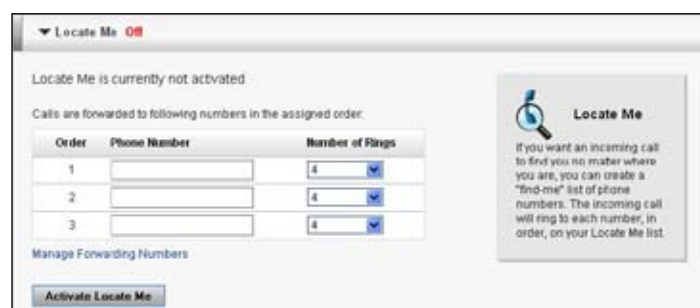 Locate Me Off
Locate Me is currently not activated
Calls are forwarded to following numbers in the assigned order:
Order Phone Number Number of Rings
1 4
2 4
3 4
Manage Forwarding Numbers
Activate Locate Me
Locate Me
If you want an incoming call
to find you no matter where
you are, you can create a
"find-me" list of phone
numbers. The incoming call
will ring to each number, in
order, on your Locate Me list.